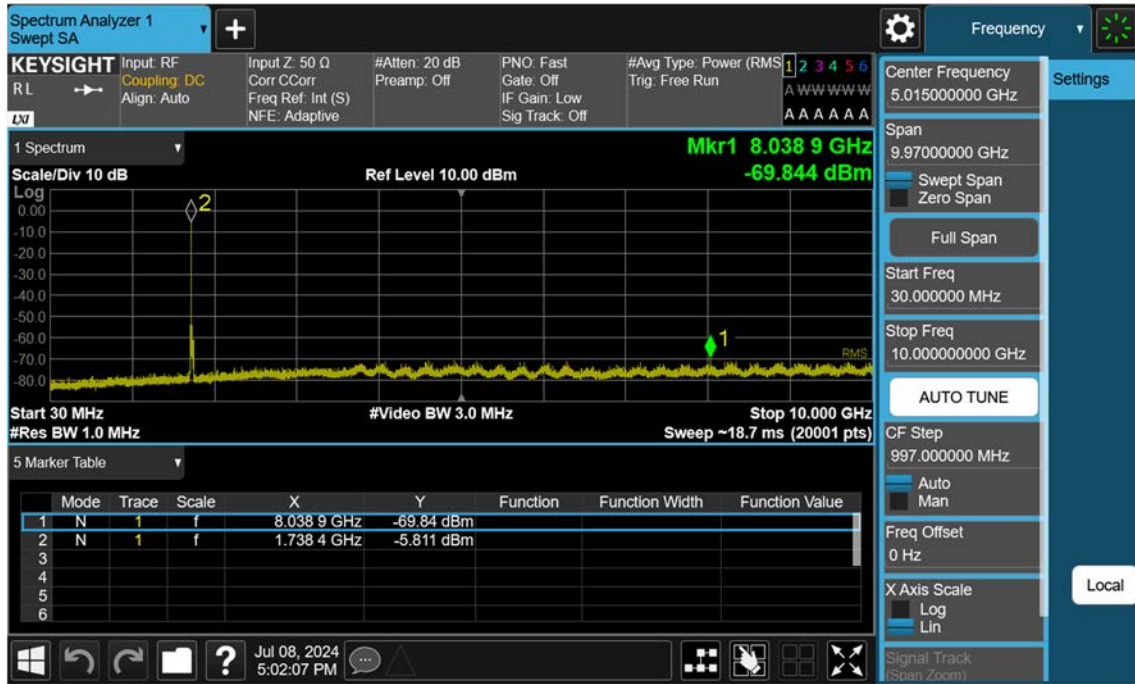 Spectrum Analyzer 1
Swept SA
+
Frequency
KEYSIGHT
RL
LXI
Input: RF
Coupling: DC
Align: Auto
Input Z: 50 Ω
Corr CCorr
Freq Ref: Int (S)
NFE: Adaptive
#Atten: 20 dB
Preamp: Off
PNO: Fast
Gate: Off
IF Gain: Low
Sig Track: Off
#Avg Type: Power (RMS
Trig: Free Run
1 2 3 4 5 6
A W W W W W
A A A A A A
1 Spectrum
Mkr1 8.038 9 GHz
Scale/Div 10 dB
Ref Level 10.00 dBm
-69.844 dBm
Log
0.00
-10.0
-20.0
-30.0
-40.0
-50.0
-60.0
-70.0
-80.0
2
1
RMS
Start 30 MHz
#Video BW 3.0 MHz
Stop 10.000 GHz
#Res BW 1.0 MHz
Sweep ~18.7 ms (20001 pts)
5 Marker Table
Mode Trace Scale X Y Function Function Width Function Value
1 N 1 f 8.038 9 GHz -69.84 dBm
2 N 1 f 1.738 4 GHz -5.811 dBm
3
4
5
6
?
Jul 08, 2024
5:02:07 PM
Center Frequency
5.015000000 GHz
Span
9.97000000 GHz
Swept Span
Zero Span
Full Span
Start Freq
30.000000 MHz
Stop Freq
10.000000000 GHz
AUTO TUNE
CF Step
997.000000 MHz
Auto
Man
Freq Offset
0 Hz
X Axis Scale
Log
Lin
Signal Track
(Span Zoom)
Settings
Local